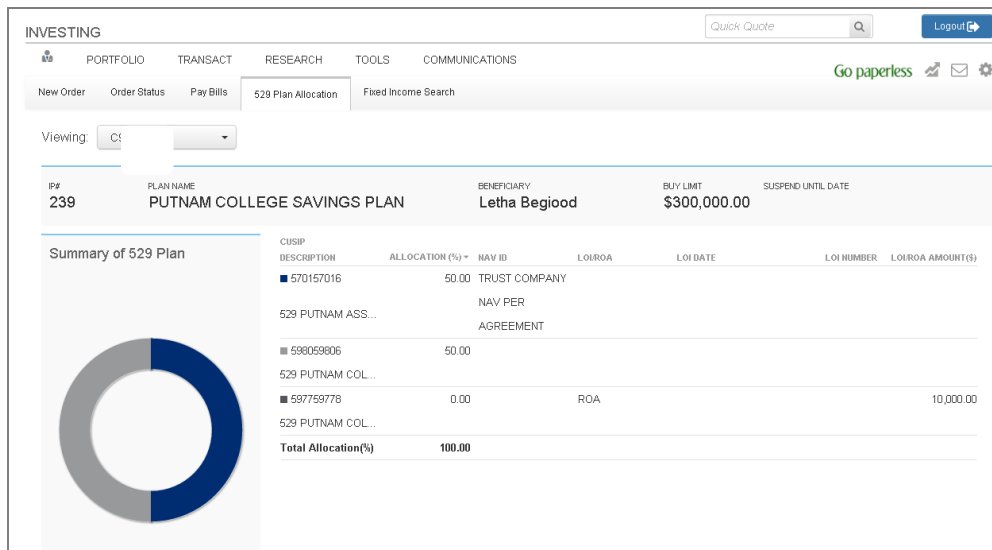 INVESTING
Quick Quote
Logout
PORTFOLIO TRANSACT RESEARCH TOOLS COMMUNICATIONS
Go paperless
New Order Order Status Pay Bills 529 Plan Allocation Fixed Income Search
Viewing:
IP# PLAN NAME BENEFICIARY BUY LIMIT SUSPEND UNTIL DATE
239 PUTNAM COLLEGE SAVINGS PLAN Letha Begiood $300,000.00
Summary of 529 Plan
CUSIP
DESCRIPTION ALLOCATION (%) NAV ID LOI/ROA LOI DATE LOI NUMBER LOI/ROA AMOUNT($)
570157016 50.00 TRUST COMPANY
NAV PER
529 PUTNAM ASS...
AGREEMENT
598059806 50.00
529 PUTNAM COL...
597759778 0.00 ROA 10,000.00
529 PUTNAM COL...
Total Allocation(%) 100.00